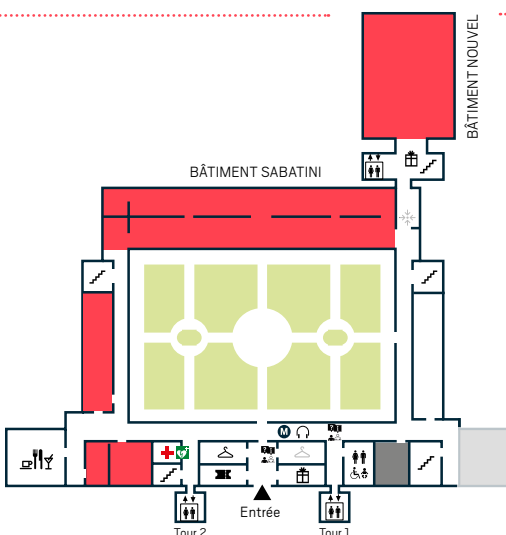 BÂTIMENT NOUVEL
BÂTIMENT SABATINI
M
Entrée
Tour 2
Tour 1